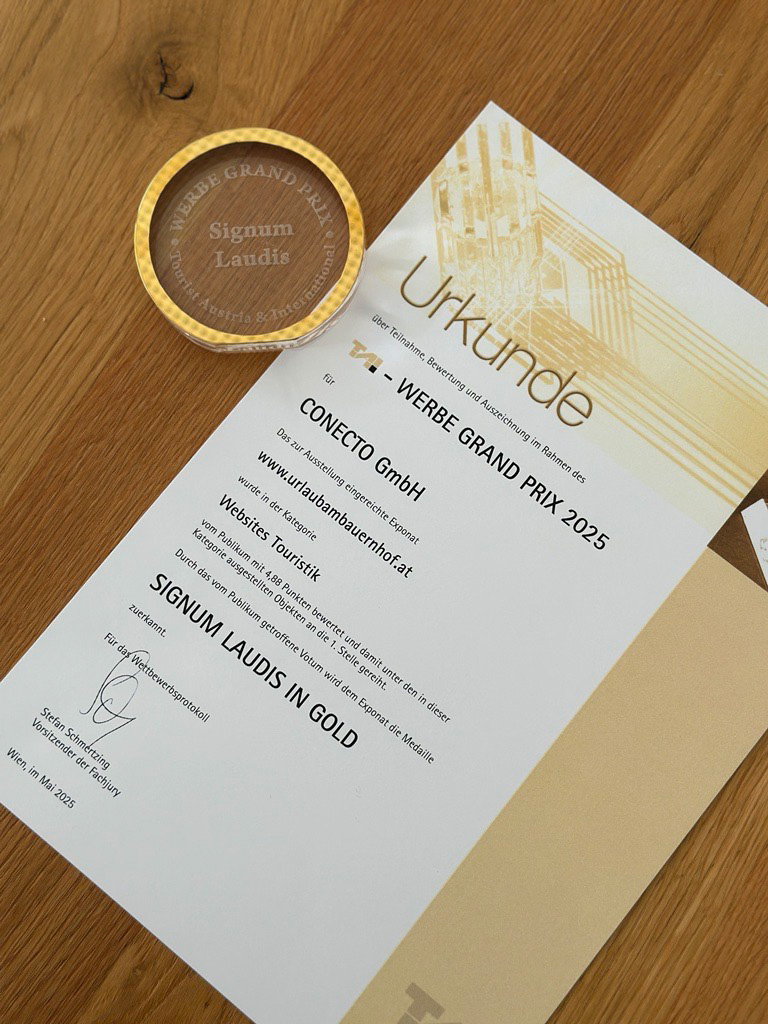 WERBE GRAND PRIX
Signum
Laudis
Tourist Austria & International
Urkunde
über Teilnahme, Bewertung und Auszeichnung im Rahmen des
TAI – WERBE GRAND PRIX 2025
für
CONECTO GmbH
Das zur Ausstellung eingereichte Exponat
www.urlaubambauernhof.at
wurde in der Kategorie
Websites Touristik
vom Publikum mit 4,88 Punkten bewertet und damit unter den in dieser
Kategorie ausgestellten Objekten an die 1. Stelle gereiht.
Durch das vom Publikum getroffene Votum wird dem Exponat die Medaille
SIGNUM LAUDIS IN GOLD
zuerkannt.
Für das Wettbewerbsprotokoll
Stefan Schmertzing
Vorsitzender der Fachjury
Wien, im Mai 2025